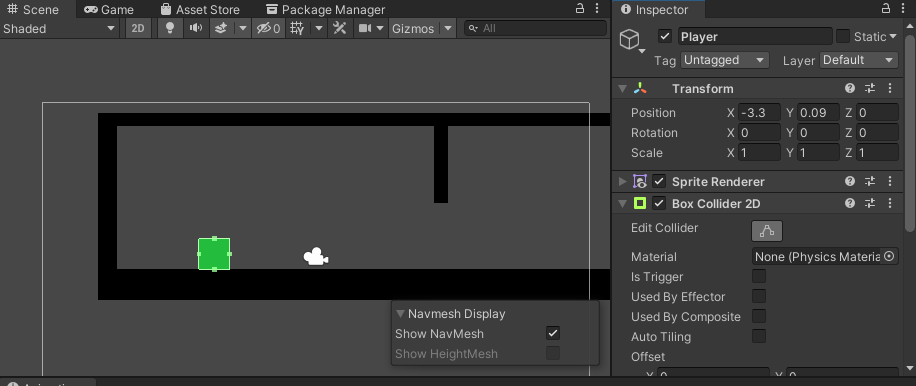 Scene Game Asset Store Package Manager
Shaded 2D 0 Gizmos All
Navmesh Display
Show NavMesh
Show HeightMesh
Inspector
Player Static
Tag Untagged Layer Default
Transform
Position X -3.3 Y 0.09 Z 0
Rotation X 0 Y 0 Z 0
Scale X 1 Y 1 Z 1
Sprite Renderer
Box Collider 2D
Edit Collider
Material None (Physics Materia
Is Trigger
Used By Effector
Used By Composite
Auto Tiling
Offset
X 0 Y 0